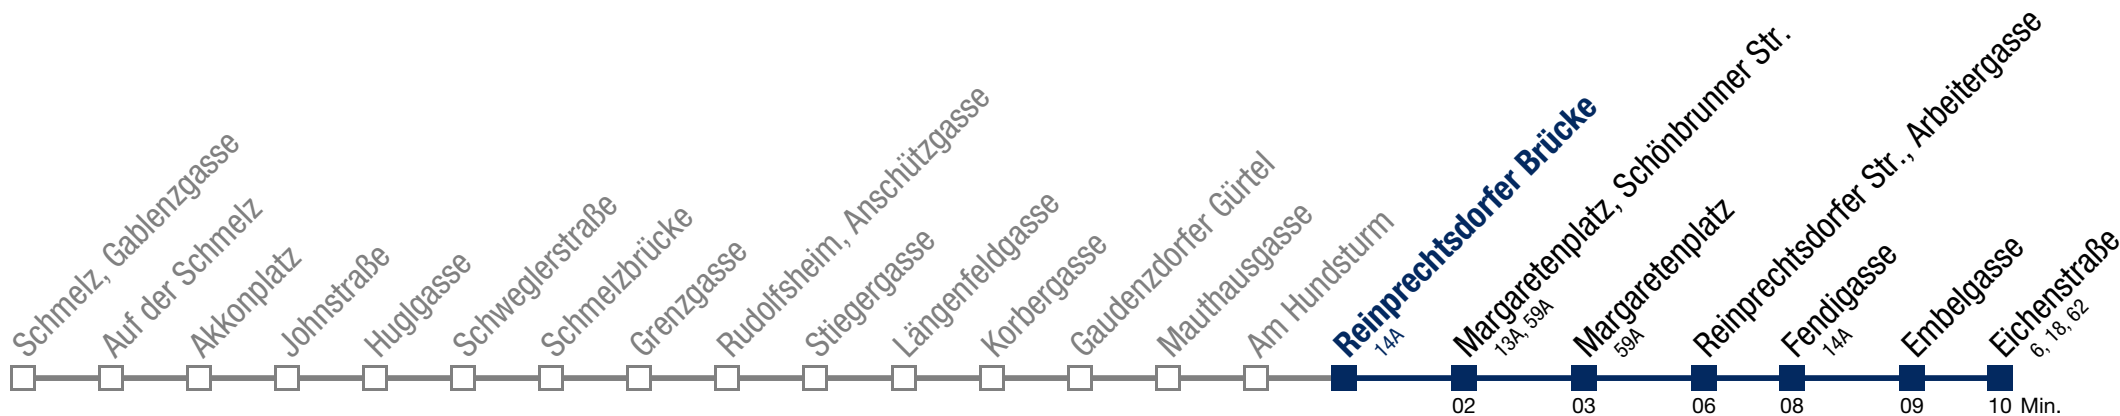 Schmelz, Gablenzgasse
Auf der Schmelz
Akkonplatz
Johnstraße
Huglgasse
Schweglerstraße
Schmelzbrücke
Grenzgasse
Rudolfsheim, Anschützgasse
Stiegergasse
Längenfeldgasse
Korbergasse
Gaudenzdorfer Gürtel
Mauthausgasse
Am Hundsturm
Reinprechtsdorfer Brücke
14A
Margaretenplatz, Schönbrunner Str.
13A, 59A
Margaretenplatz
59A
Reinprechtsdorfer Str., Arbeitergasse
Fendigasse
14A
Embelgasse
Eichenstraße
6, 18, 62
02 03 06 08 09 10 Min.